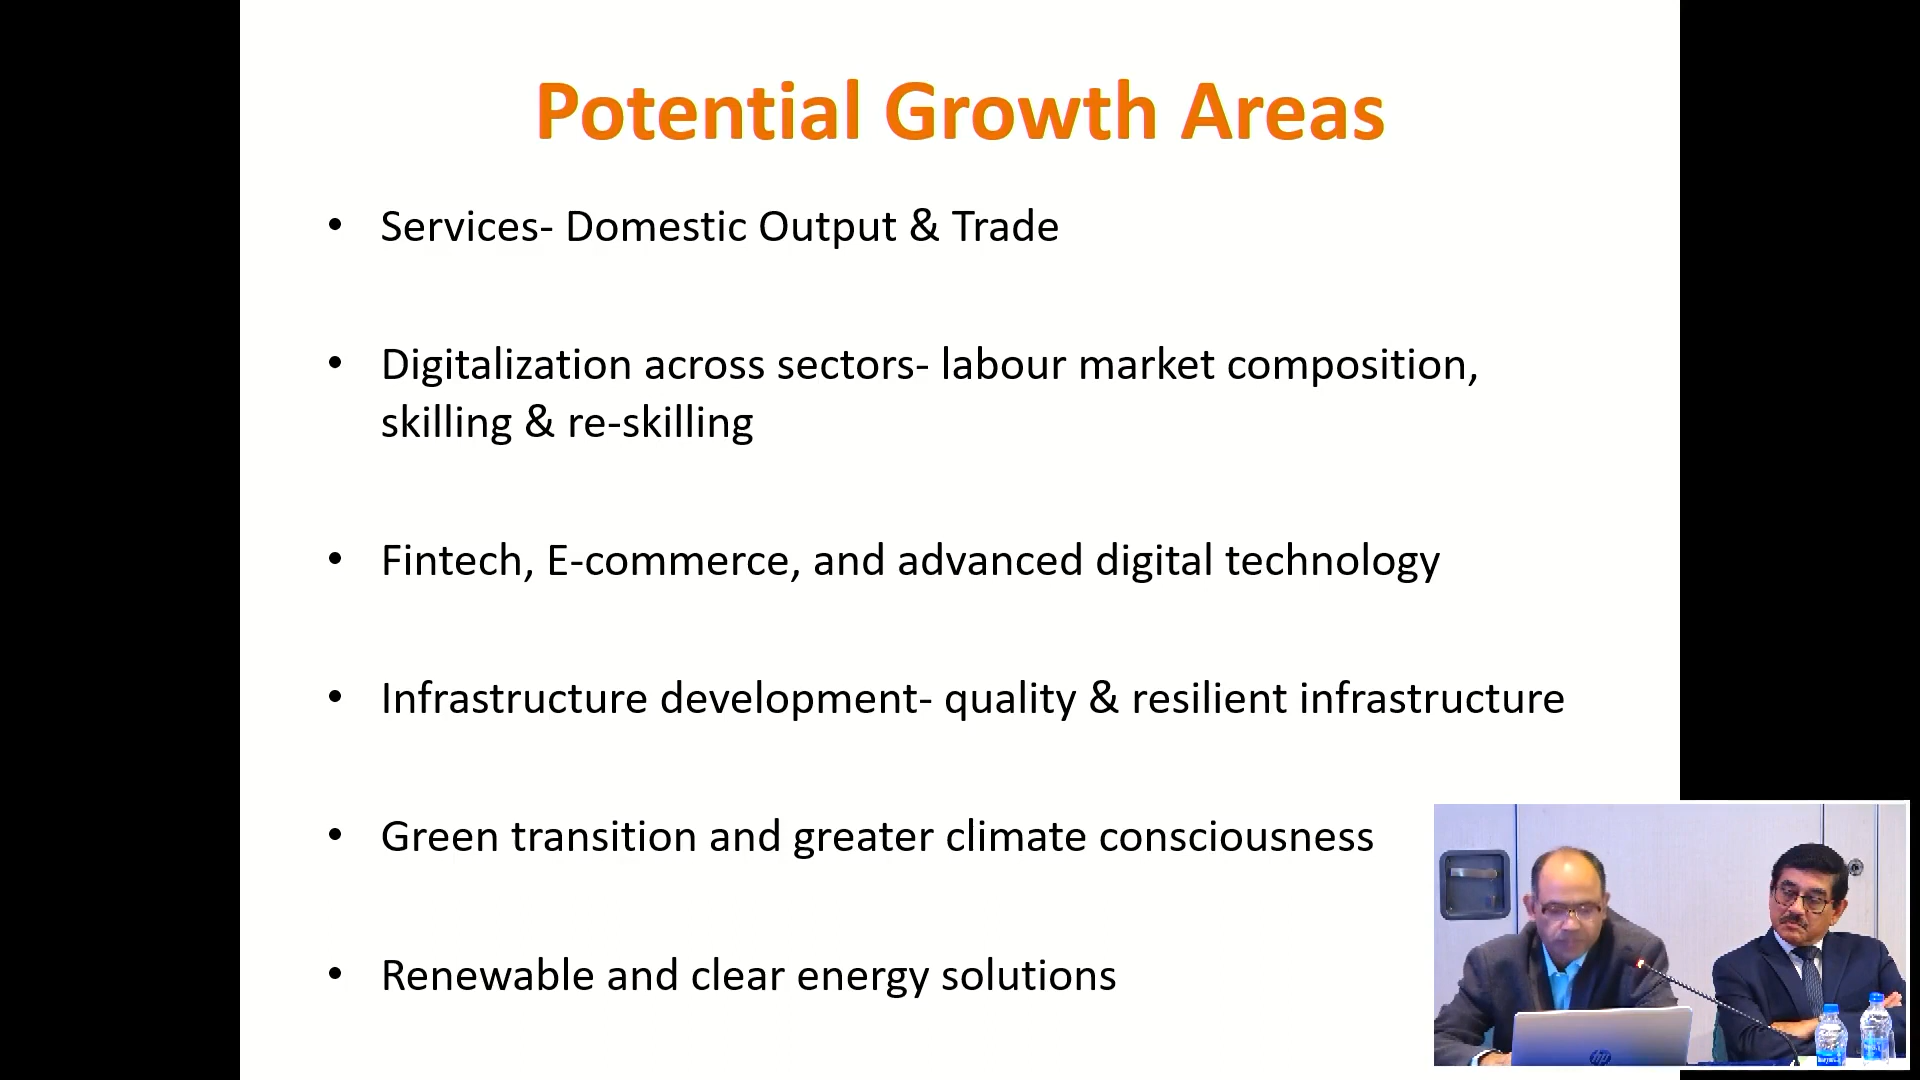 Potential Growth Areas
• Services- Domestic Output & Trade
• Digitalization across sectors- labour market composition,
skilling & re-skilling
• Fintech, E-commerce, and advanced digital technology
• Infrastructure development- quality & resilient infrastructure
• Green transition and greater climate consciousness
• Renewable and clear energy solutions
hp